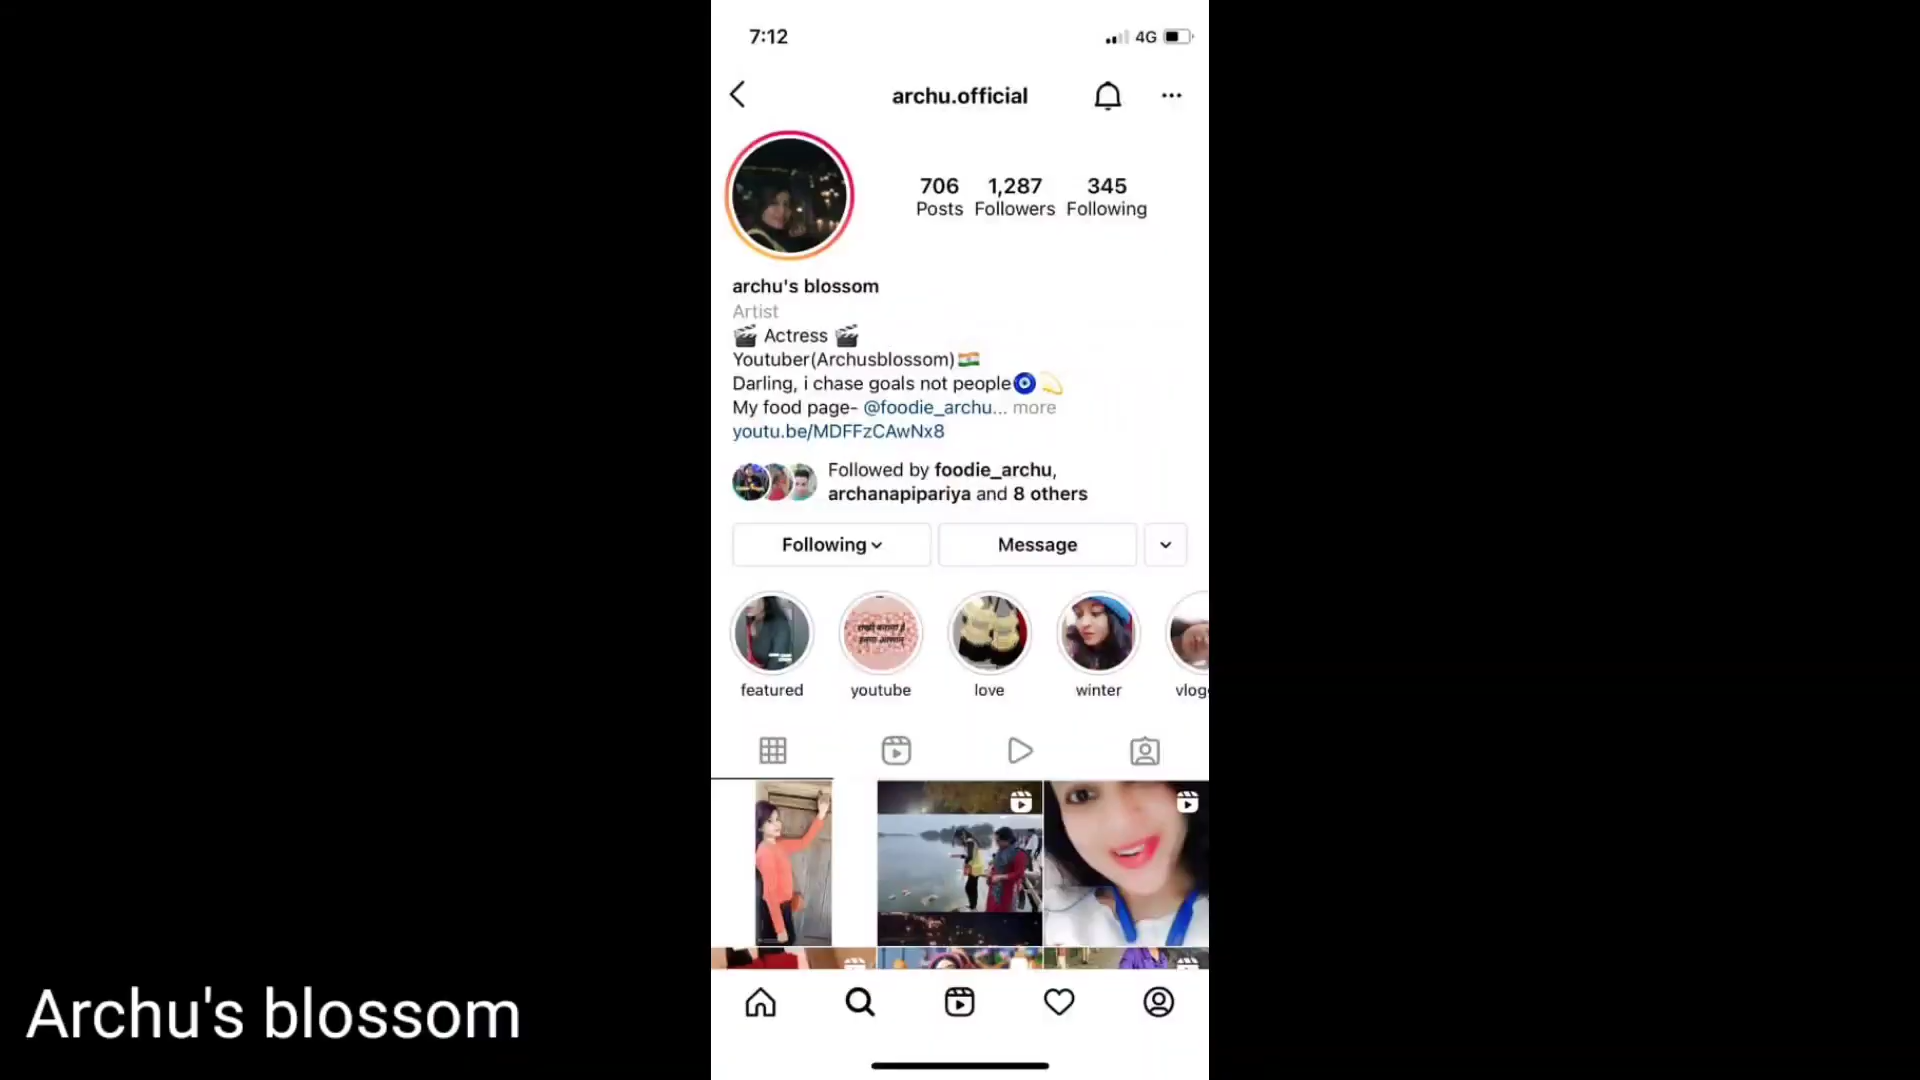 7:12
4G
archu.official
706 1,287 345
Posts Followers Following
archu's blossom
Artist
🎬 Actress 🎬
Youtuber(Archusblossom)🇮🇳
Darling, i chase goals not people🧿💫
My food page- @foodie_archu... more
youtu.be/MDFFzCAwNx8
Followed by foodie_archu,
archanapipariya and 8 others
Following Message
featured youtube love winter vlog
Archu's blossom